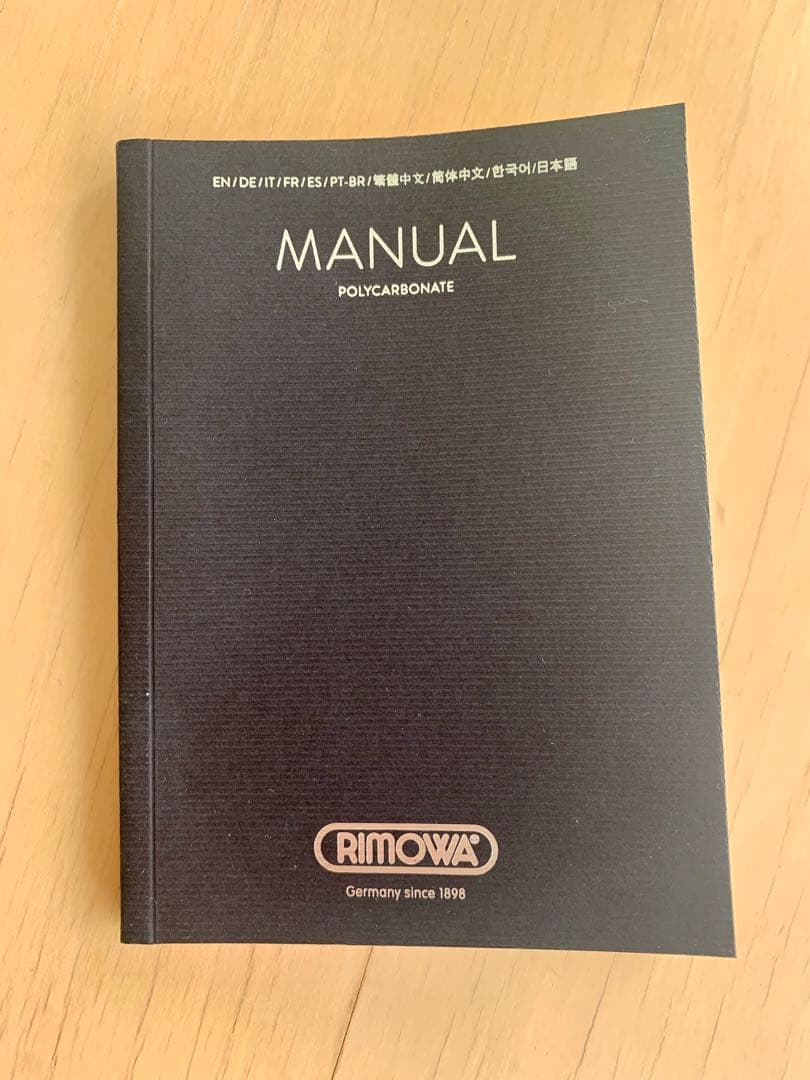 EN/DE/IT/FR/ES/PT-BR/繁體中文/简体中文/한국어/日本語
MANUAL
POLYCARBONATE
RIMOWA®
Germany since 1898